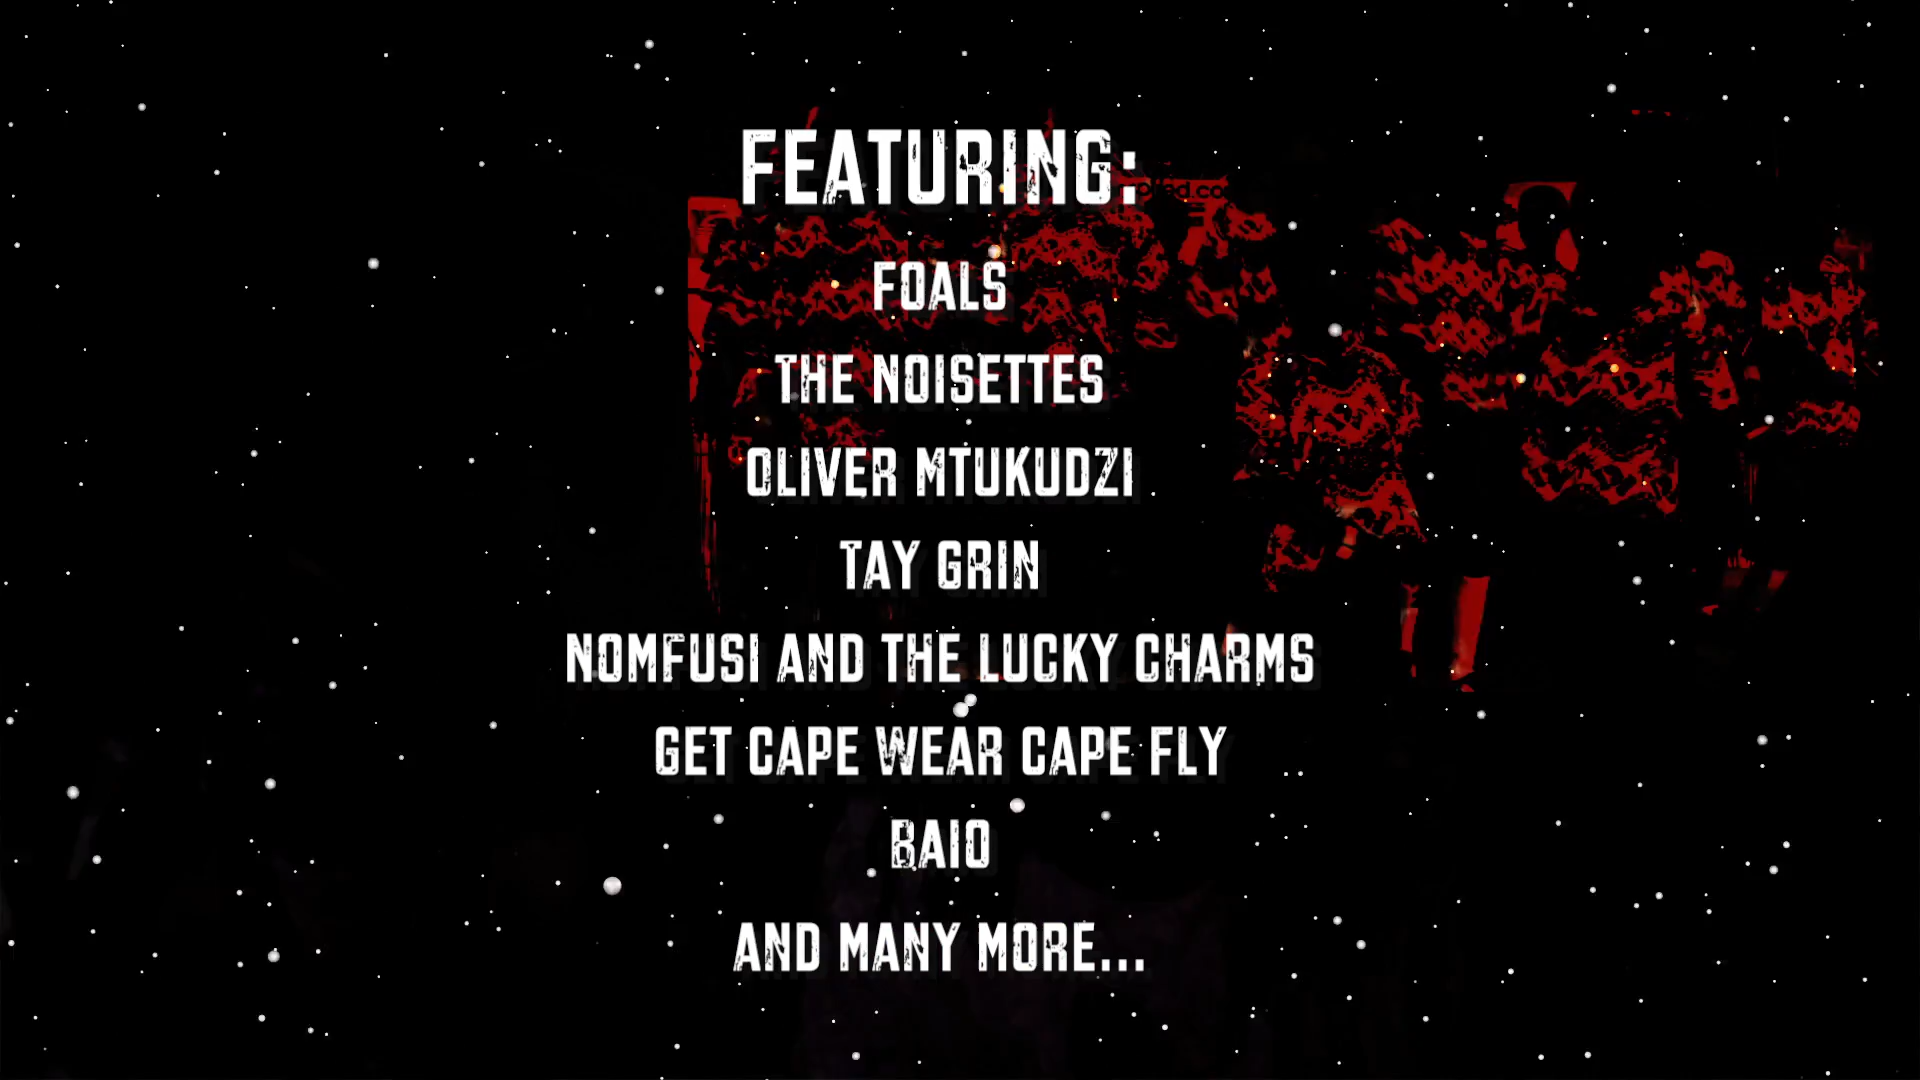 FEATURING:
FOALS
THE NOISETTES
OLIVER MTUKUDZI
TAY GRIN
NOMFUSI AND THE LUCKY CHARMS
GET CAPE WEAR CAPE FLY
BAIO
AND MANY MORE...